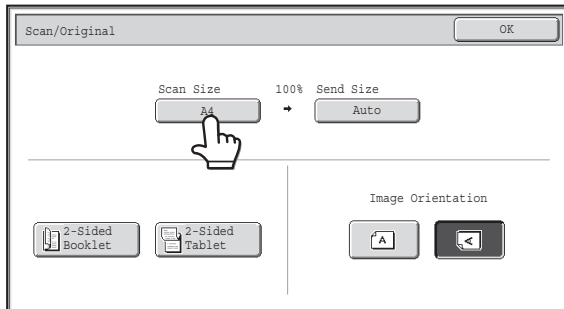 Scan/Original
OK
Scan Size 100% Send Size
A4 Auto
Image Orientation
2-Sided Booklet
2-Sided Tablet
A
A